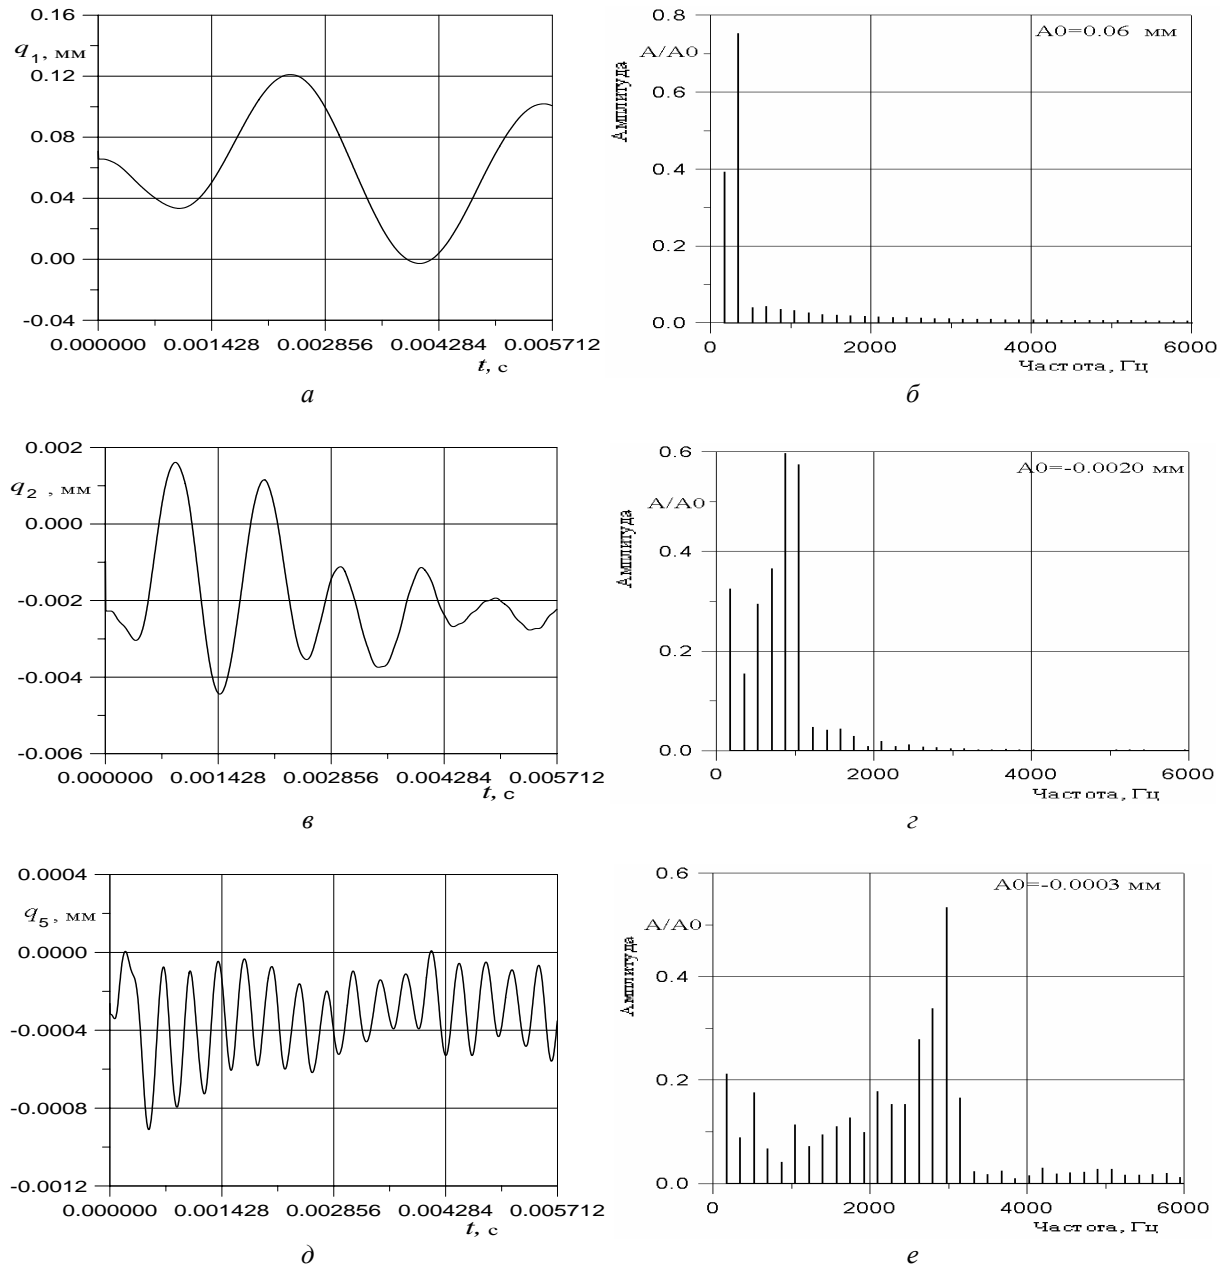 0.16
q1, мм
0.12
0.08
0.04
0.00
-0.04
0.000000 0.001428 0.002856 0.004284 0.005712
t, с
а
0.8
A/A0
0.6
0.4
0.2
0.0
Амплитуда
A0=0.06 мм
0 2000 4000 6000
Частота, Гц
б
0.002
q2 , мм
0.000
-0.002
-0.004
-0.006
0.000000 0.001428 0.002856 0.004284 0.005712
t, с
в
0.6
A/A0
0.4
0.2
0.0
Амплитуда
A0=-0.0020 мм
0 2000 4000 6000
Частота, Гц
г
0.0004
q5, мм
0.0000
-0.0004
-0.0008
-0.0012
0.000000 0.001428 0.002856 0.004284 0.005712
t, с
д
0.6
A/A0
0.4
0.2
0.0
Амплитуда
A0=-0.0003 мм
0 2000 4000 6000
Частота, Гц
е